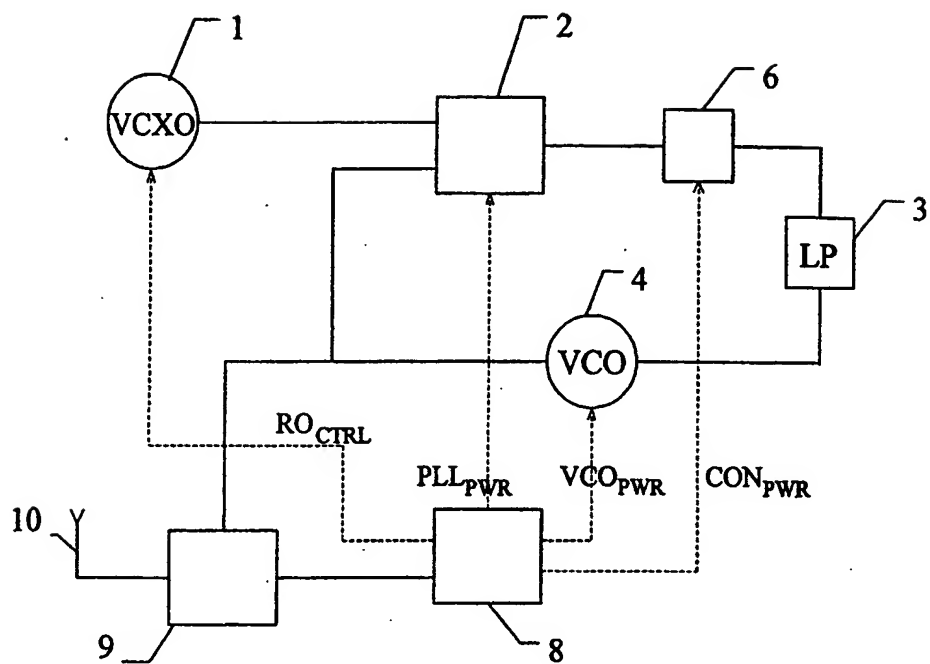 1
2
6
VCXO
3
LP
4
VCO
RO_CTRL
PLL_PWR
VCO_PWR
CON_PWR
10
9
8